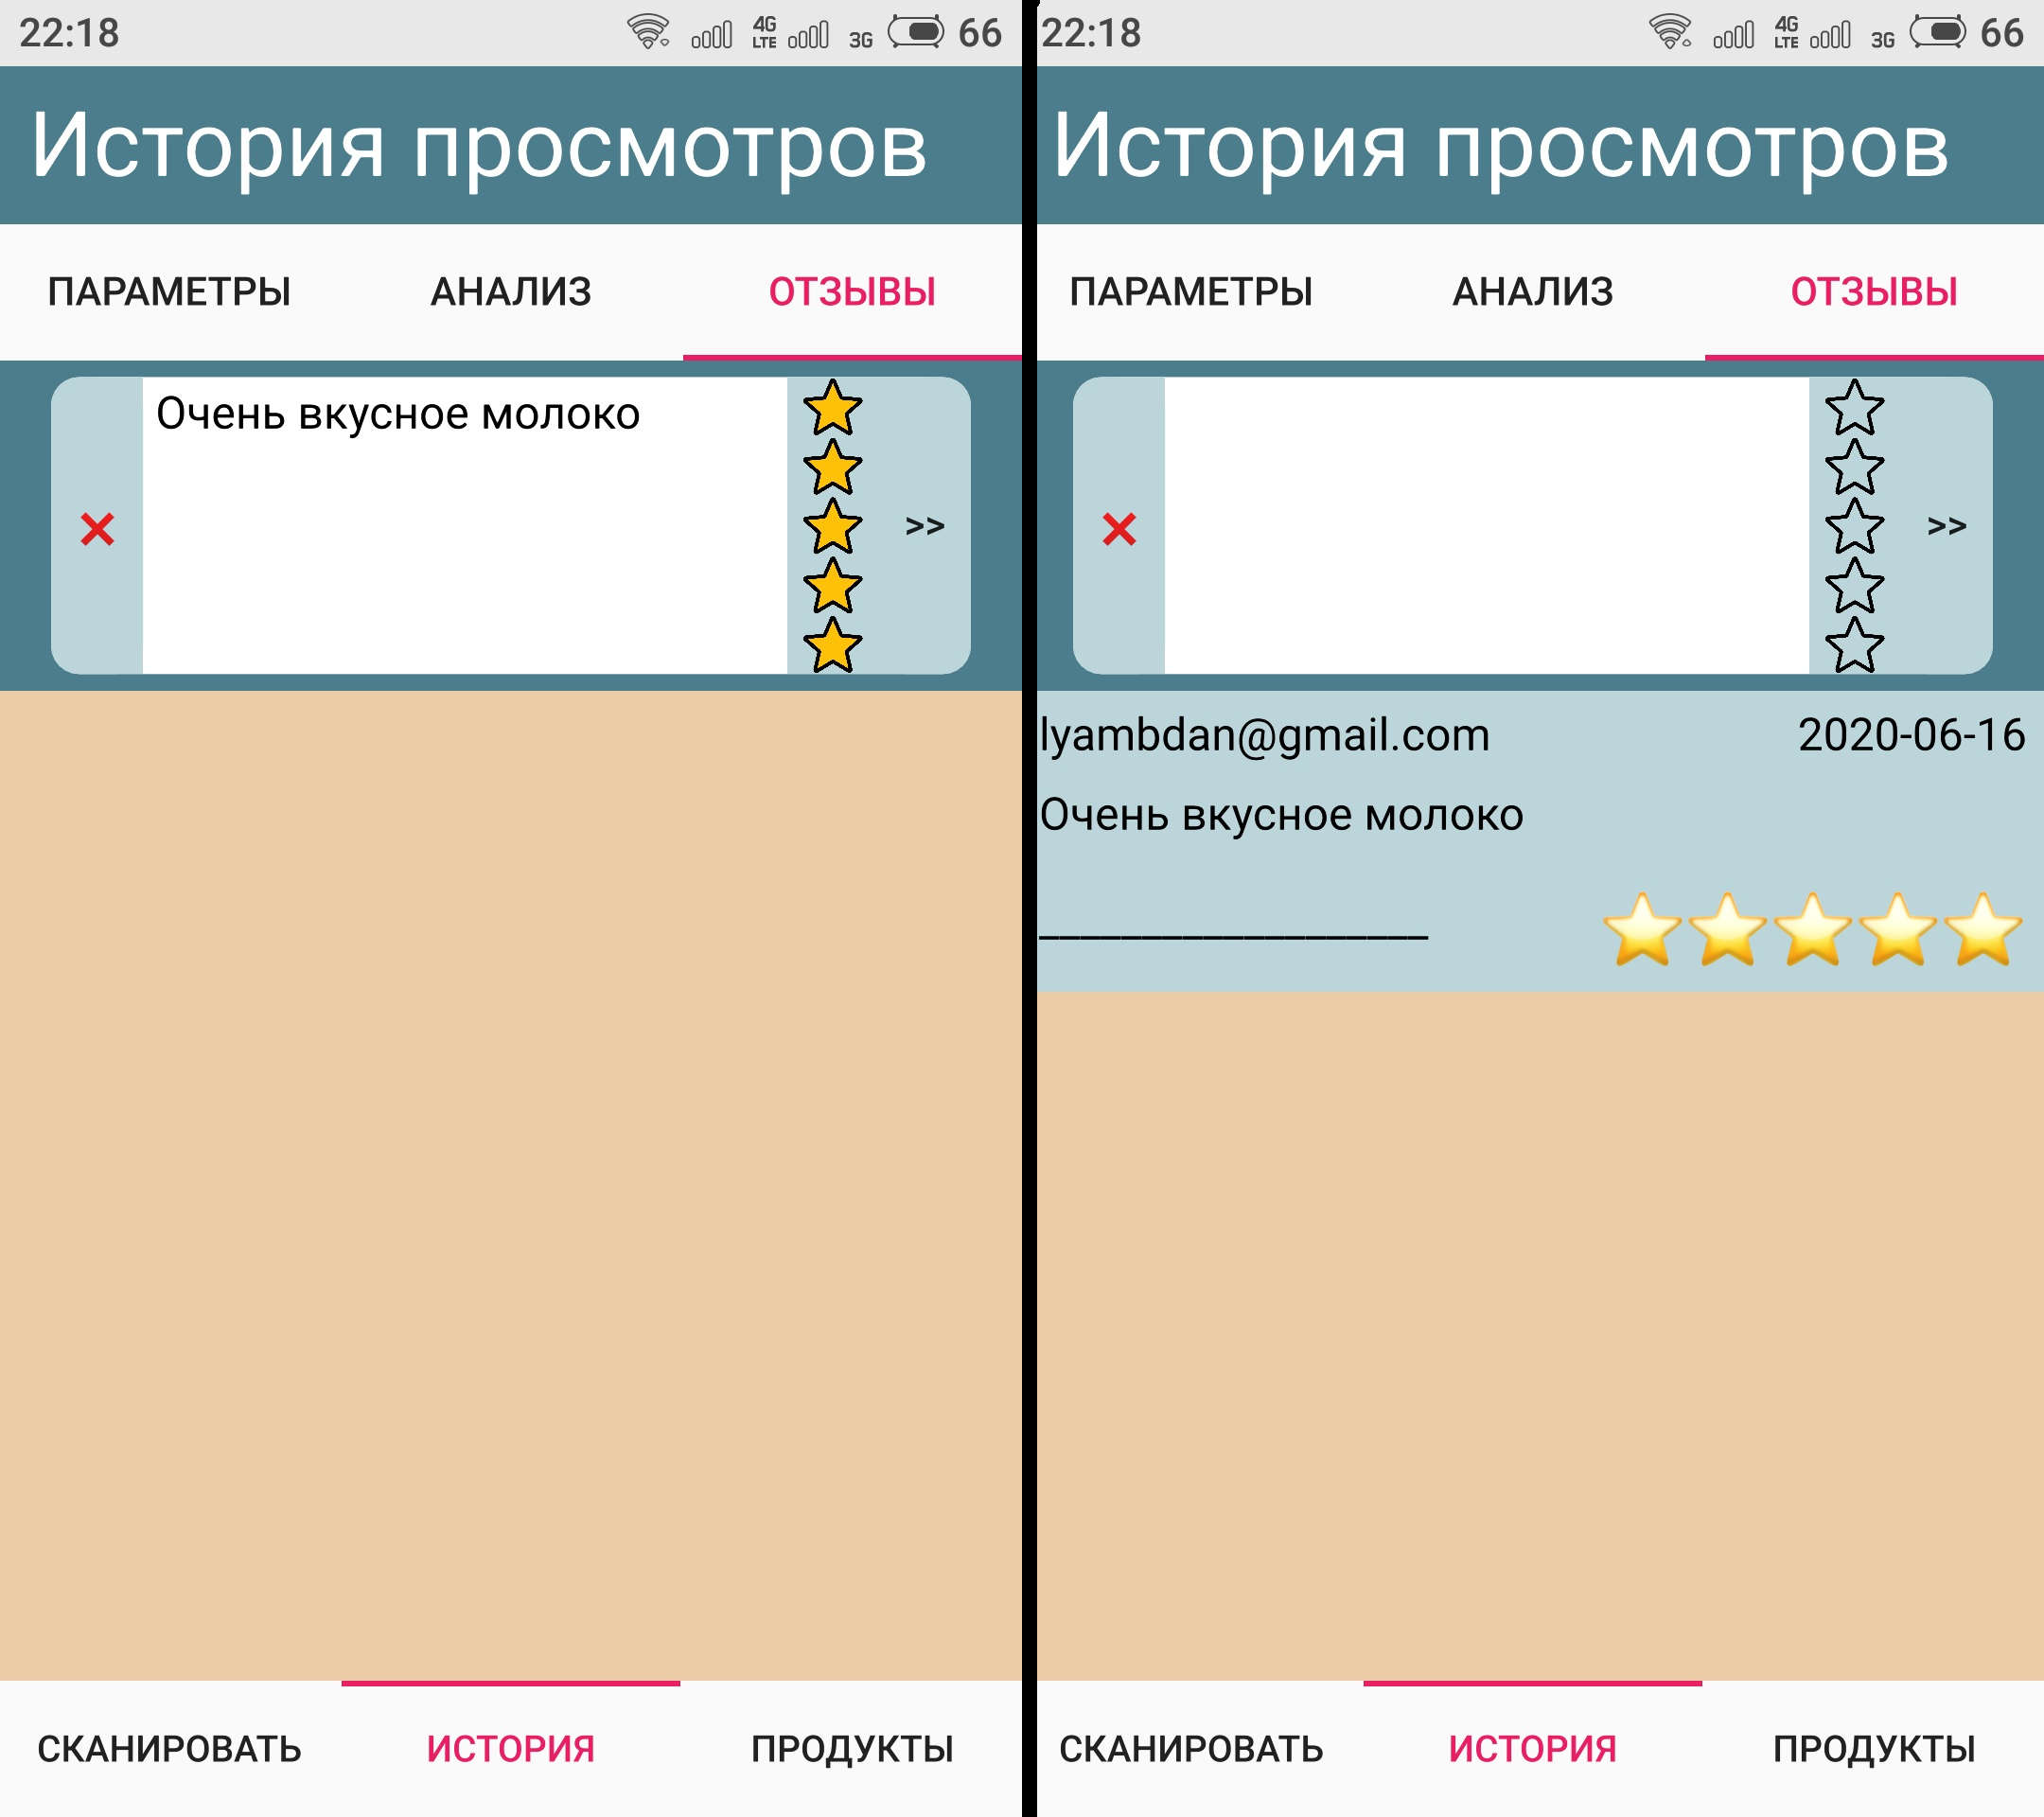 22:18 4G LTE 3G 66
История просмотров
ПАРАМЕТРЫ АНАЛИЗ ОТЗЫВЫ
Очень вкусное молоко
>>
СКАНИРОВАТЬ ИСТОРИЯ ПРОДУКТЫ
22:18 4G LTE 3G 66
История просмотров
ПАРАМЕТРЫ АНАЛИЗ ОТЗЫВЫ
>>
lyambdan@gmail.com 2020-06-16
Очень вкусное молоко
___________________
СКАНИРОВАТЬ ИСТОРИЯ ПРОДУКТЫ